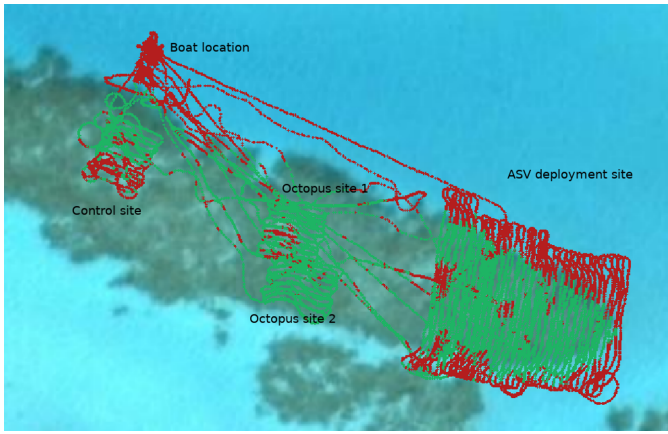 Boat location
ASV deployment site
Octopus site 1
Control site
Octopus site 2